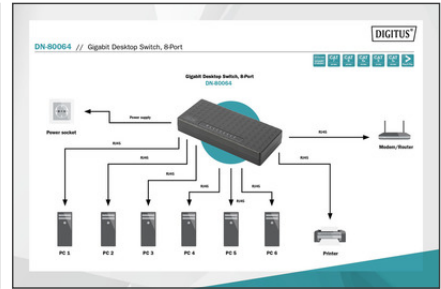 DIGITUS®
DN-80064 // Gigabit Desktop Switch, 8-Port
Gigabit Desktop Switch, 8-Port
DN-80064
Power supply
Power socket
RJ45
Modem/Router
RJ45
RJ45
RJ45
RJ45
RJ45
RJ45
RJ45
PC 1
PC 2
PC 3
PC 4
PC 5
PC 6
Printer